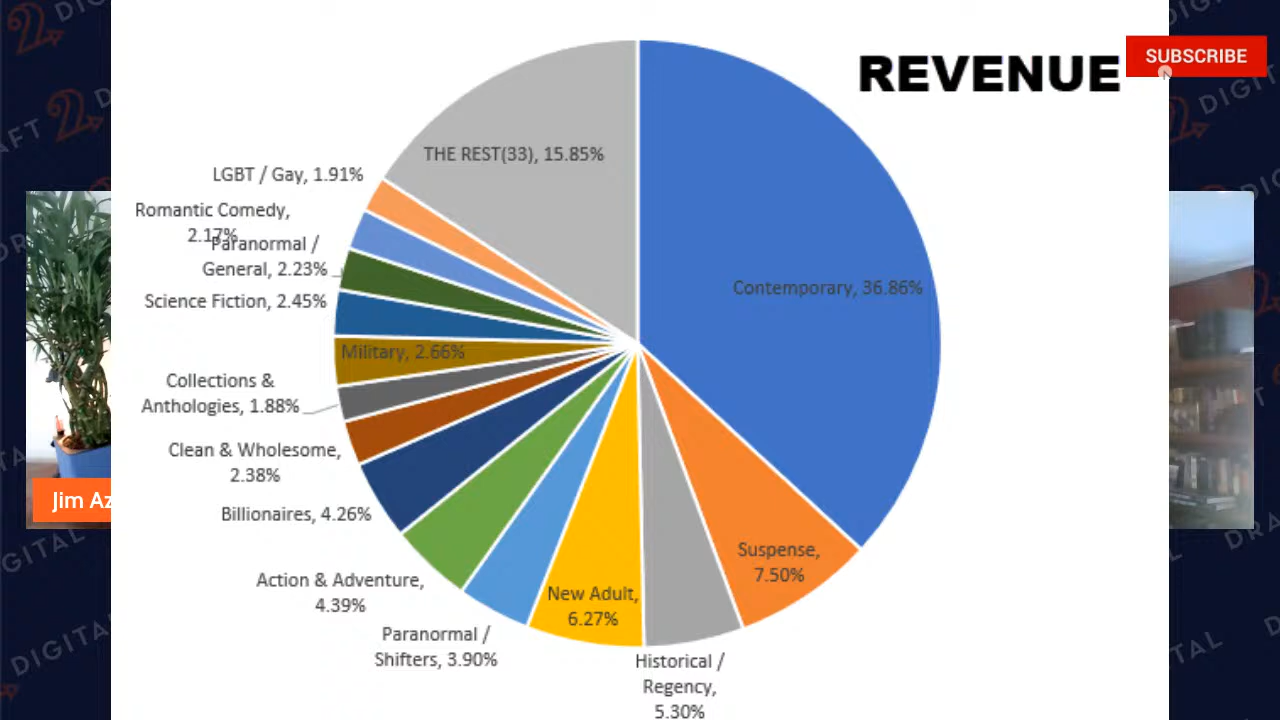 REVENUE
SUBSCRIBE
THE REST(33), 15.85%
LGBT / Gay, 1.91%
Romantic Comedy,
2.17%
Paranormal /
General, 2.23%
Science Fiction, 2.45%
Contemporary, 36.86%
Military, 2.66%
Collections &
Anthologies, 1.88%
Clean & Wholesome,
2.38%
Billionaires, 4.26%
Action & Adventure,
4.39%
Paranormal /
Shifters, 3.90%
New Adult,
6.27%
Suspense,
7.50%
Historical /
Regency,
5.30%
Jim Az
DIGITAL
DIGITAL